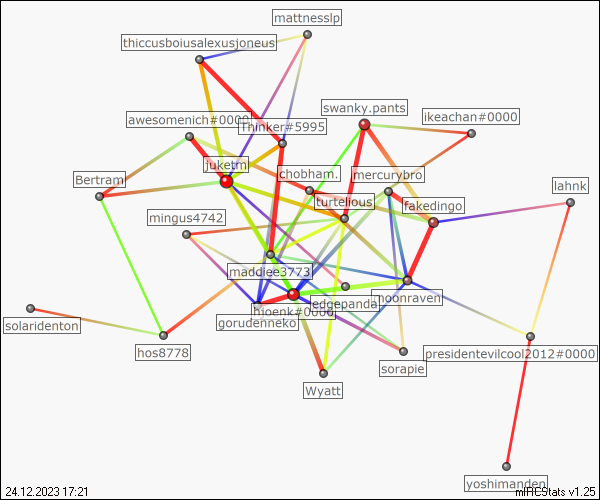 mattnesslp
thiccusboiusalexusjoneus
swanky.pants
ikeachan#0000
awesomenich#0000
Thinker#5995
juketm
chobham.
mercurybro
Bertram
lahnk
turtelious
fakedingo
mingus4742
maddiee3773
moonraven
edgepanda
bjoenk#0000
gorudenneko
solaridenton
hos8778
presidentevilcool2012#0000
sorapie
Wyatt
yoshimanden
24.12.2023 17:21
mIRCStats v1.25